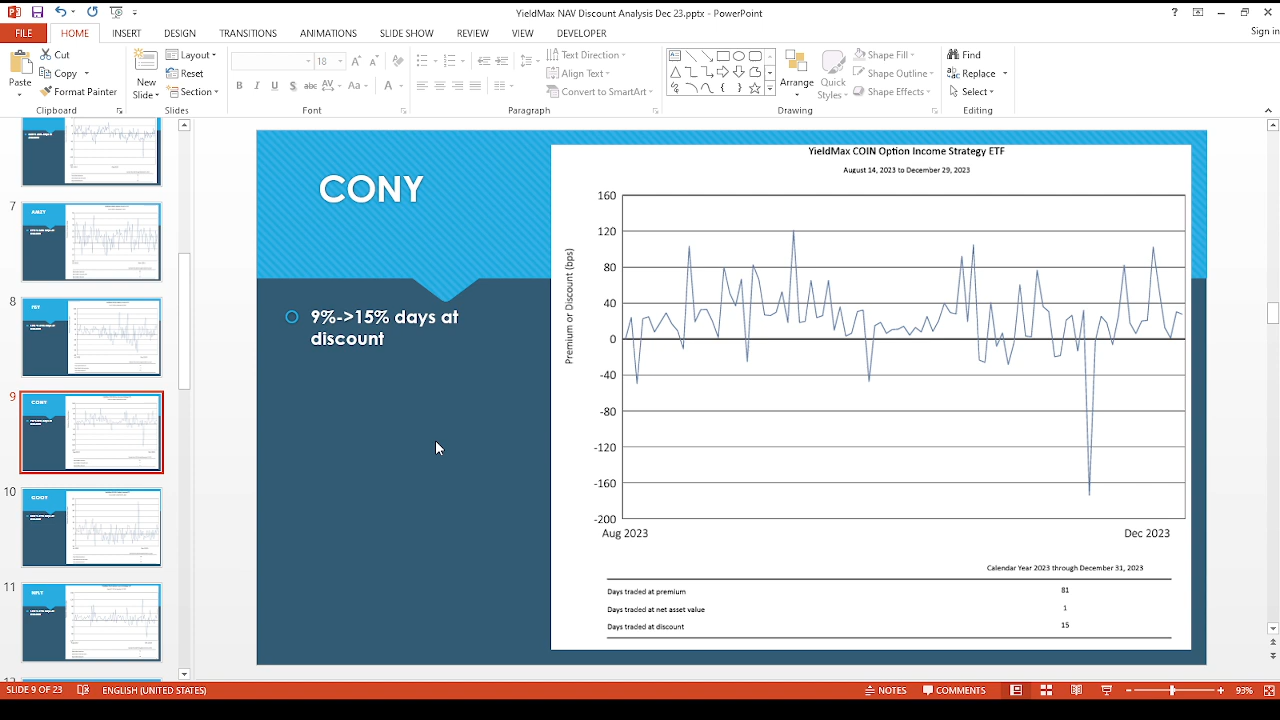 YieldMax NAV Discount Analysis Dec 23.pptx - PowerPoint
?
FILE HOME INSERT DESIGN TRANSITIONS ANIMATIONS SLIDE SHOW REVIEW VIEW DEVELOPER Sign in
Cut Layout 18 Text Direction Shape Fill Find
Copy Reset Align Text Shape Outline Replace
Paste Format Painter New Slide Section B I U S abc AV Aa A Convert to SmartArt Arrange Quick Styles Shape Effects Select
Clipboard Slides Font Paragraph Drawing Editing
7
AMZY
8
9
CONY
10
11
CONY
9%->15% days at
discount
YieldMax COIN Option Income Strategy ETF
August 14, 2023 to December 29, 2023
Premium or Discount (bps)
160
120
80
40
0
-40
-80
-120
-160
-200
Aug 2023 Dec 2023
Calendar Year 2023 through December 31, 2023
Days traded at premium 81
Days traded at net asset value 1
Days traded at discount 15
SLIDE 9 OF 23 ENGLISH (UNITED STATES) NOTES COMMENTS 93%